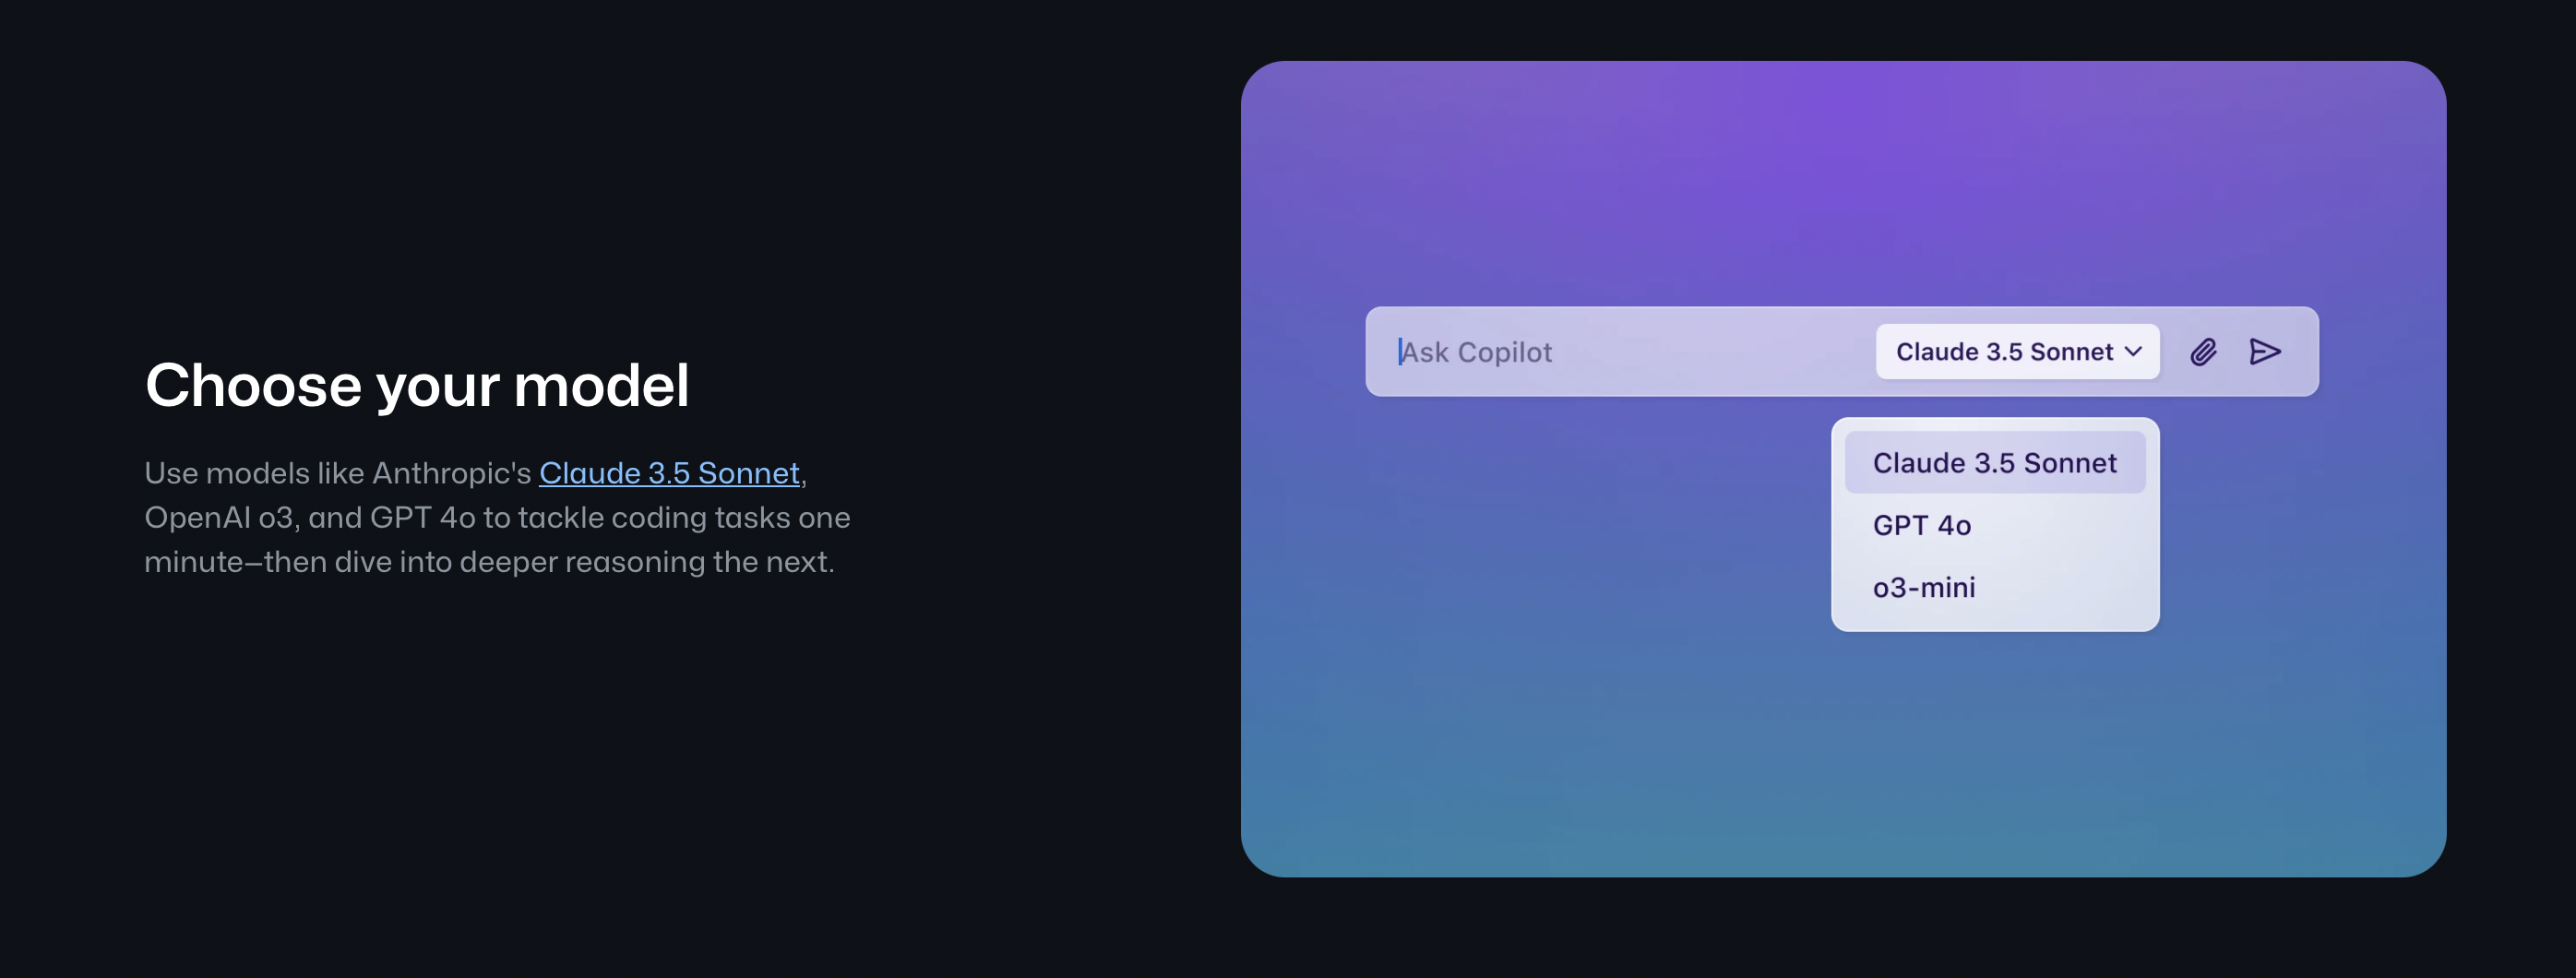 Choose your model
Use models like Anthropic's Claude 3.5 Sonnet,
OpenAI o3, and GPT 4o to tackle coding tasks one
minute—then dive into deeper reasoning the next.
Ask Copilot
Claude 3.5 Sonnet
Claude 3.5 Sonnet
GPT 4o
o3-mini